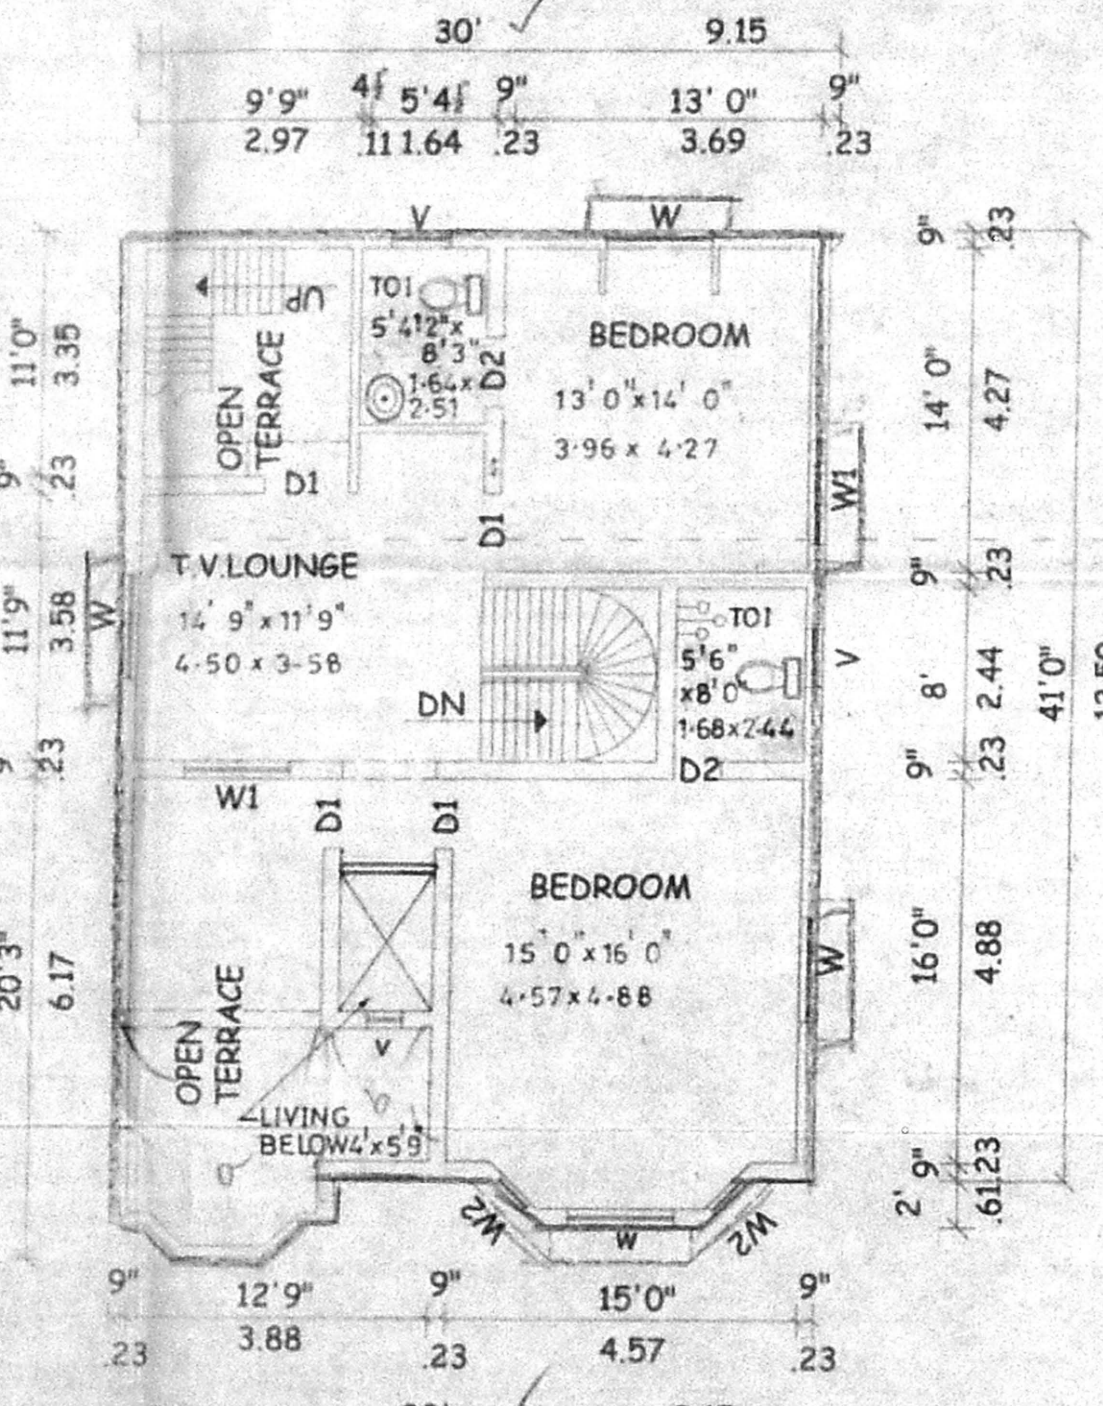 30' 9.15
9'9" 5'4½ 9" 13' 0" 9"
2.97 .11 1.64 .23 3.69 .23
V
W
UP
OPEN
TERRACE
TOI
5'4½"x
8'3"
1.64x
2.51
D2
BEDROOM
13' 0"x14' 0"
3.96 x 4.27
D1
D1
W1
T.V.LOUNGE
14' 9"x11'9"
4.50 x 3.58
W
DN
TOI
5'6"
x8'0"
1.68x2.44
V
D2
W1
D1
D1
BEDROOM
15' 0"x16' 0"
4.57x4.88
W
OPEN
TERRACE
V
LIVING
BELOW4'x5'9"
W2
W
W2
11'0"
3.35
9"
.23
11'9"
3.58
.23
20'3"
6.17
9"
.23
14' 0"
4.27
9"
.23
8'
2.44
9"
.23
16'0"
4.88
9"
.23
2'
.61
41'0"
9" 12'9" 9" 15'0" 9"
.23 3.88 .23 4.57 .23